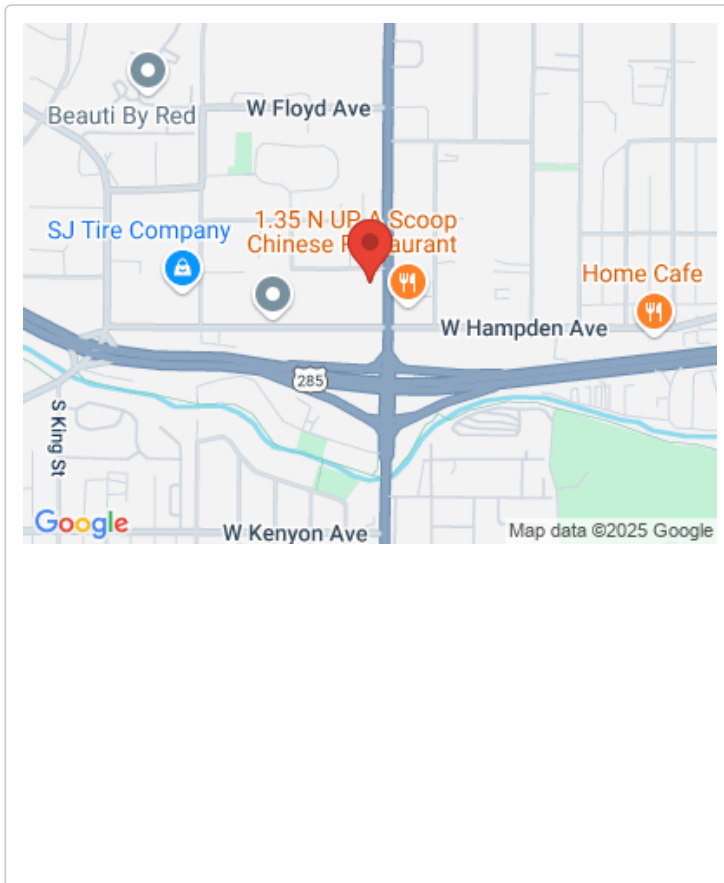 Beauti By Red
W Floyd Ave
1.35 N UP A Scoop
Chinese Restaurant
SJ Tire Company
Home Cafe
W Hampden Ave
285
S King St
Google
W Kenyon Ave
Map data ©2025 Google